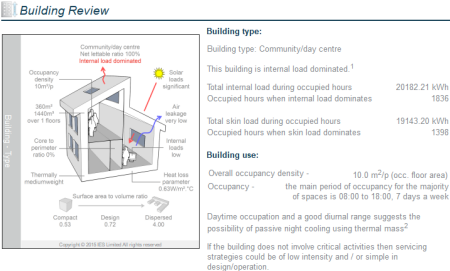 Building Review
Building - Type
Community/day centre
Net lettable ratio 100%
Internal load dominated
Occupancy
density
10m²/p
Solar
loads
significant
360m²
1440m³
over 1 floors
Air
leakage
very low
Core to
perimeter
ratio 0%
Internal
loads
low
Thermally
mediumweight
Heat loss
parameter
0.63W/m².°C
Surface area to volume ratio
Compact
0.53
Design
0.72
Dispersed
4.00
Copyright © 2010 IES Limited All rights reserved
Building type:
Building type: Community/day centre
This building is internal load dominated.1
Total internal load during occupied hours 20182.21 kWh
Occupied hours when internal load dominates 1836
Total skin load during occupied hours 19143.20 kWh
Occupied hours when skin load dominates 1398
Building use:
Overall occupancy density - 10.0 m²/p (occ. floor area)
Occupancy - the main period of occupancy for the majority
of spaces is 08:00 to 18:00, 7 days a week
Daytime occupation and a good diurnal range suggests the
possibility of passive night cooling using thermal mass2
If the building does not involve critical activities then servicing
strategies could be of low intensity and / or simple in
design/operation.